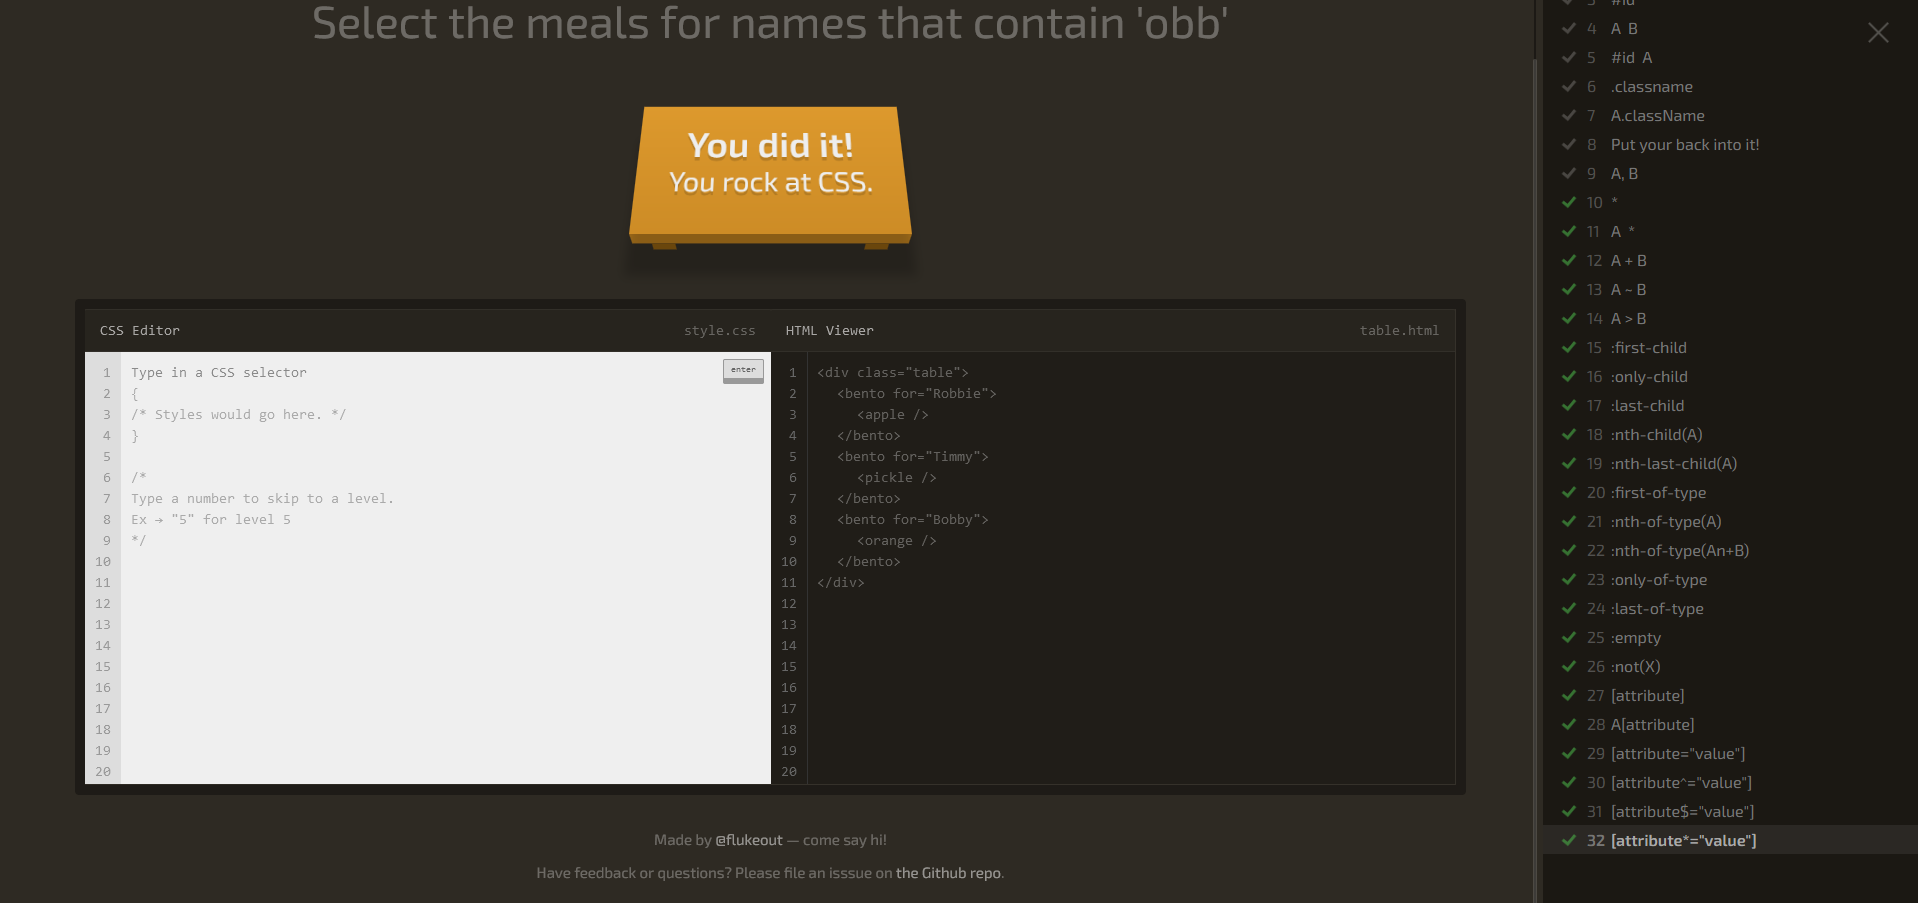 Select the meals for names that contain 'obb'
You did it!
You rock at CSS.
CSS Editor
style.css
1 Type in a CSS selector
enter
2 {
3 /* Styles would go here. */
4 }
5
6 /*
7 Type a number to skip to a level.
8 Ex → "5" for level 5
9 */
10
11
12
13
14
15
16
17
18
19
20
HTML Viewer
table.html
1 <div class="table">
2 <bento for="Robbie">
3 <apple />
4 </bento>
5 <bento for="Timmy">
6 <pickle />
7 </bento>
8 <bento for="Bobby">
9 <orange />
10 </bento>
11 </div>
12
13
14
15
16
17
18
19
20
Made by @flukeout — come say hi!
Have feedback or questions? Please file an isssue on the Github repo.
3 #id
4 A B
5 #id A
6 .classname
7 A.className
8 Put your back into it!
9 A, B
10 *
11 A *
12 A + B
13 A ~ B
14 A > B
15 :first-child
16 :only-child
17 :last-child
18 :nth-child(A)
19 :nth-last-child(A)
20 :first-of-type
21 :nth-of-type(A)
22 :nth-of-type(An+B)
23 :only-of-type
24 :last-of-type
25 :empty
26 :not(X)
27 [attribute]
28 A[attribute]
29 [attribute="value"]
30 [attribute^="value"]
31 [attribute$="value"]
32 [attribute*="value"]